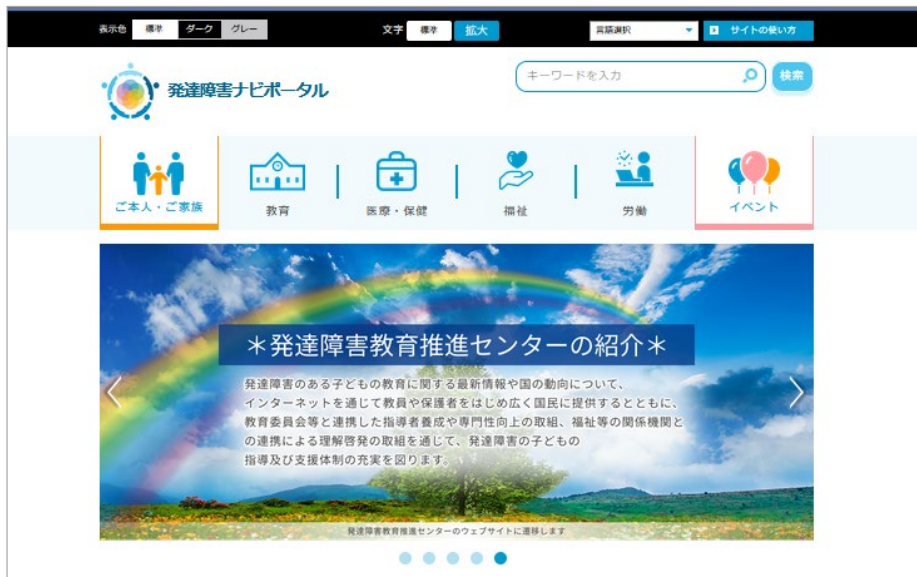 表示色 標準 ダーク グレー 文字 標準 拡大 言語選択 サイトの使い方
発達障害ナビポータル キーワードを入力 検索
ご本人・ご家族 教育 医療・保健 福祉 労働 イベント
＊発達障害教育推進センターの紹介＊
発達障害のある子どもの教育に関する最新情報や国の動向について、
インターネットを通じて教員や保護者をはじめ広く国民に提供するとともに、
教育委員会等と連携した指導者養成や専門性向上の取組、福祉等の関係機関と
の連携による理解啓発の取組を通じて、発達障害の子どもの
指導及び支援体制の充実を図ります。
発達障害教育推進センターのウェブサイトに遷移します